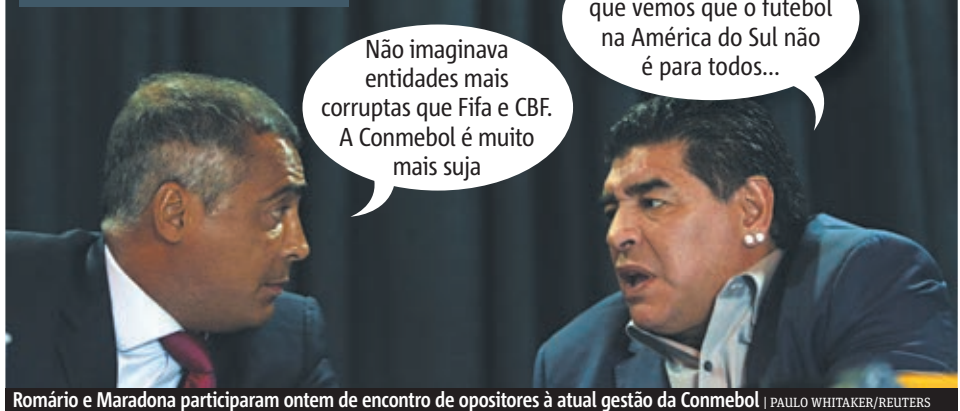 Não imaginava
entidades mais
corruptas que Fifa e CBF.
A Conmebol é muito
mais suja
que vemos que o futebol
na América do Sul não
é para todos...
Romário e Maradona participaram ontem de encontro de opositores à atual gestão da Conmebol | PAULO WHITAKER/REUTERS